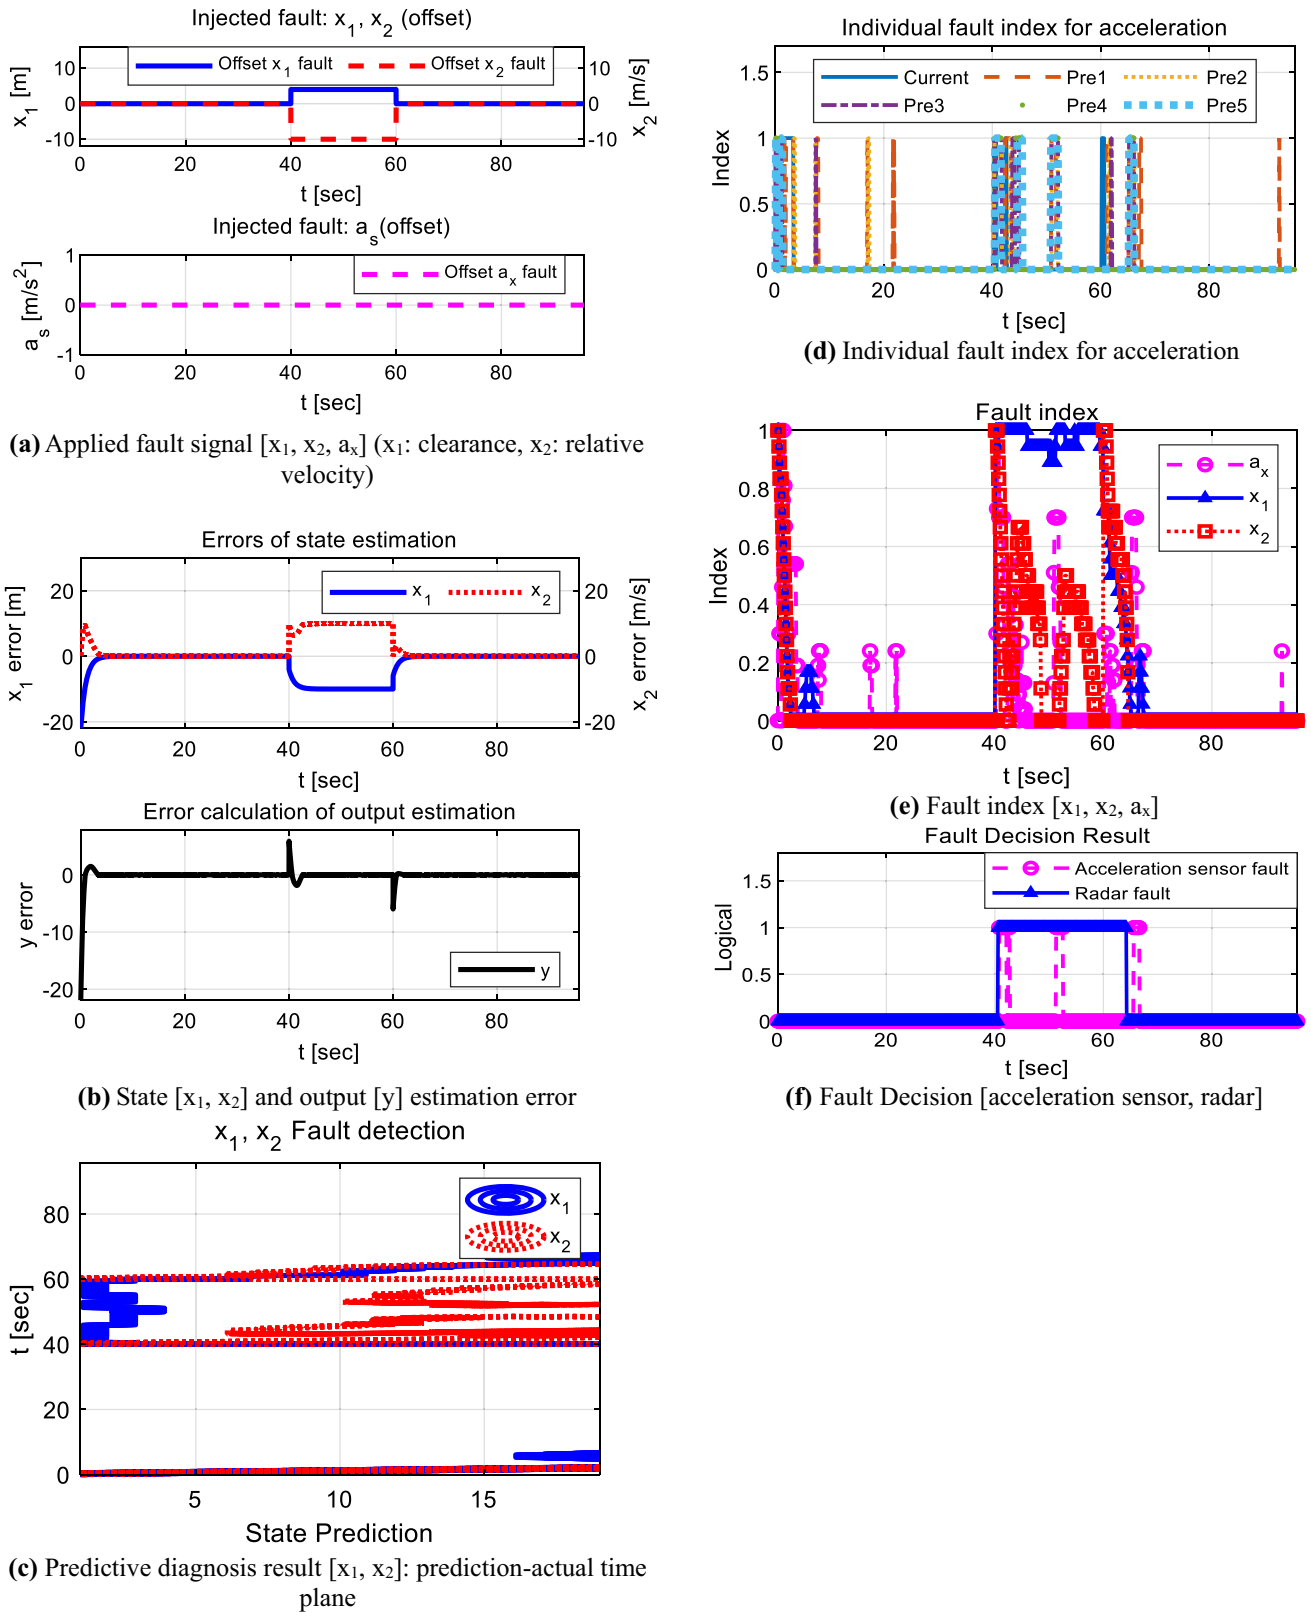 Injected fault: x1, x2 (offset)
Offset x1 fault
Offset x2 fault
x1 [m]
10
0
-10
10
0
-10
x2 [m/s]
0 20 40 60 80
t [sec]
Injected fault: as(offset)
Offset ax fault
as [m/s2]
1
0
-1
0 20 40 60 80
t [sec]
(a) Applied fault signal [x1, x2, ax] (x1: clearance, x2: relative
velocity)
Errors of state estimation
x1
x2
x1 error [m]
20
0
-20
20
0
-20
x2 error [m/s]
0 20 40 60 80
t [sec]
Error calculation of output estimation
y error
0
-10
-20
y
0 20 40 60 80
t [sec]
(b) State [x1, x2] and output [y] estimation error
x1, x2 Fault detection
x1
x2
t [sec]
80
60
40
20
0
5 10 15
State Prediction
(c) Predictive diagnosis result [x1, x2]: prediction-actual time
plane
Individual fault index for acceleration
Current Pre1 Pre2
Pre3 Pre4 Pre5
Index
1.5
1
0.5
0
0 20 40 60 80
t [sec]
(d) Individual fault index for acceleration
Fault index
ax
x1
x2
Index
1
0.8
0.6
0.4
0.2
0
0 20 40 60 80
t [sec]
(e) Fault index [x1, x2, ax]
Fault Decision Result
Acceleration sensor fault
Radar fault
Logical
1.5
1
0.5
0
0 20 40 60 80
t [sec]
(f) Fault Decision [acceleration sensor, radar]